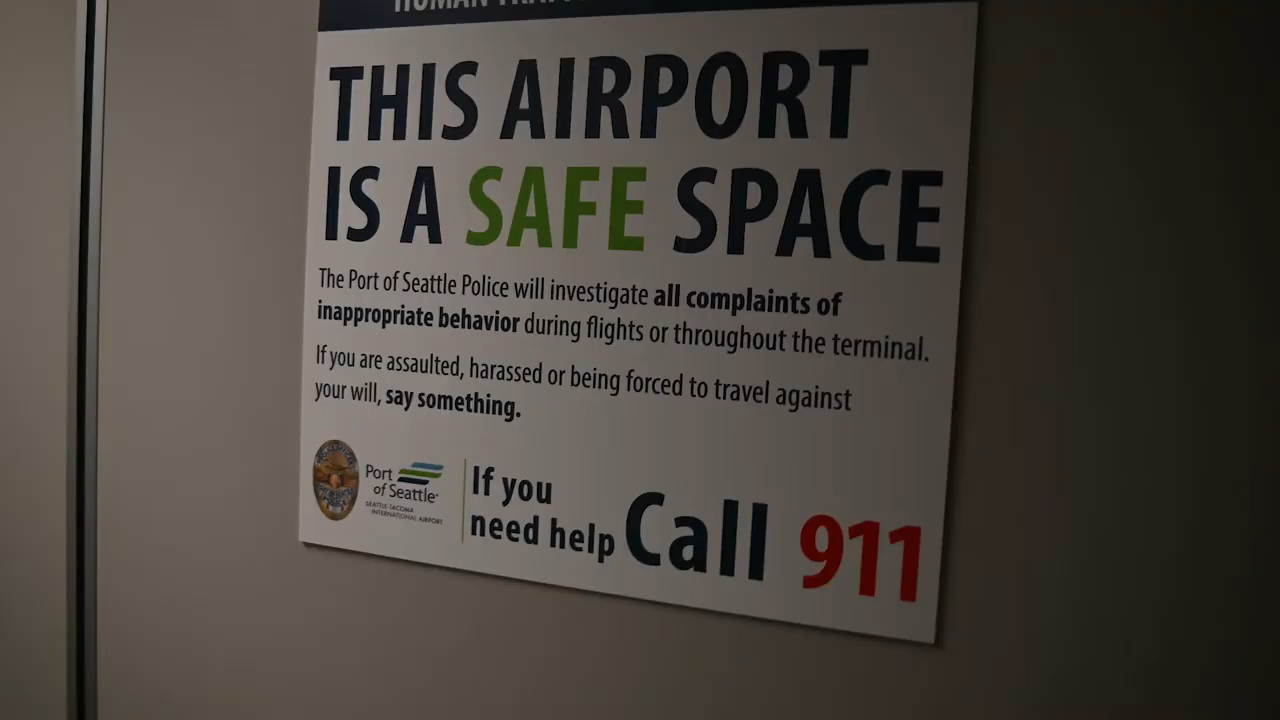 HUMAN
THIS AIRPORT
IS A SAFE SPACE
The Port of Seattle Police will investigate all complaints of
inappropriate behavior during flights or throughout the terminal.
If you are assaulted, harassed or being forced to travel against
your will, say something.
Port
of Seattle
SEATTLE-TACOMA
INTERNATIONAL AIRPORT
If you
need help Call 911